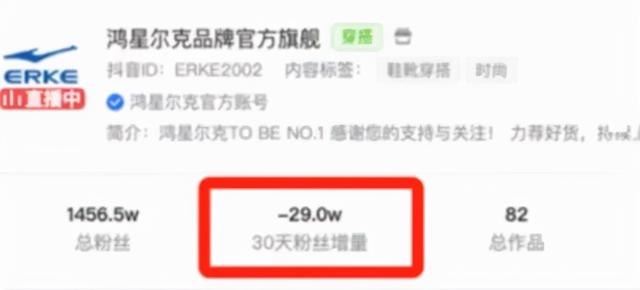 鸿星尔克品牌官方旗舰 穿搭
ERKE
抖音ID：ERKE2002 内容标签： 鞋靴穿搭 时尚
直播中
鸿星尔克官方账号
简介：鸿星尔克TO BE NO.1 感谢您的支持与关注！ 力荐好货，
1456.5w -29.0w 82
总粉丝 30天粉丝增量 总作品